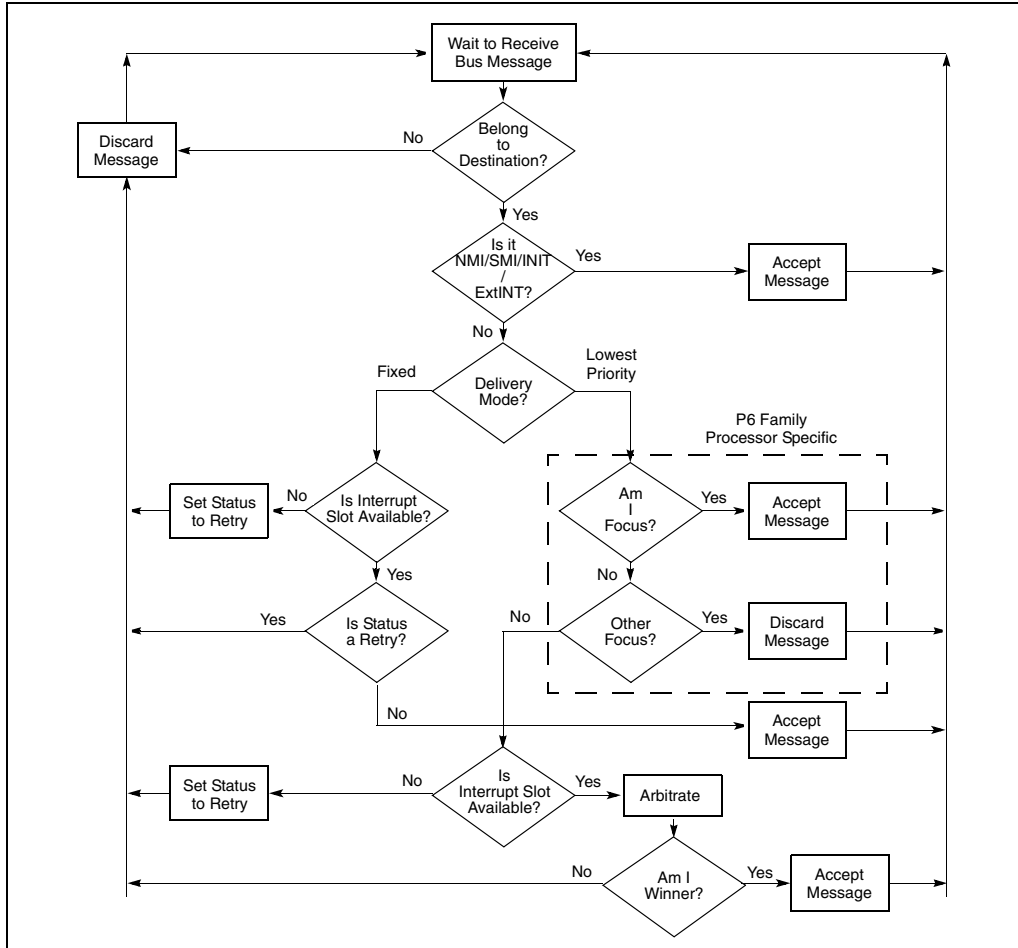 Wait to Receive
Bus Message
Discard
Message
No
Belong
to
Destination?
Yes
Is it
NMI/SMI/INIT
/
ExtINT?
Yes
Accept
Message
No
Fixed
Delivery
Mode?
Lowest
Priority
P6 Family
Processor Specific
Set Status
to Retry
No
Is Interrupt
Slot Available?
Am
I
Focus?
Yes
Accept
Message
Yes
No
Yes
Is Status
a Retry?
No
Other
Focus?
Yes
Discard
Message
No
Accept
Message
Set Status
to Retry
No
Is
Interrupt Slot
Available?
Yes
Arbitrate
No
Am I
Winner?
Yes
Accept
Message